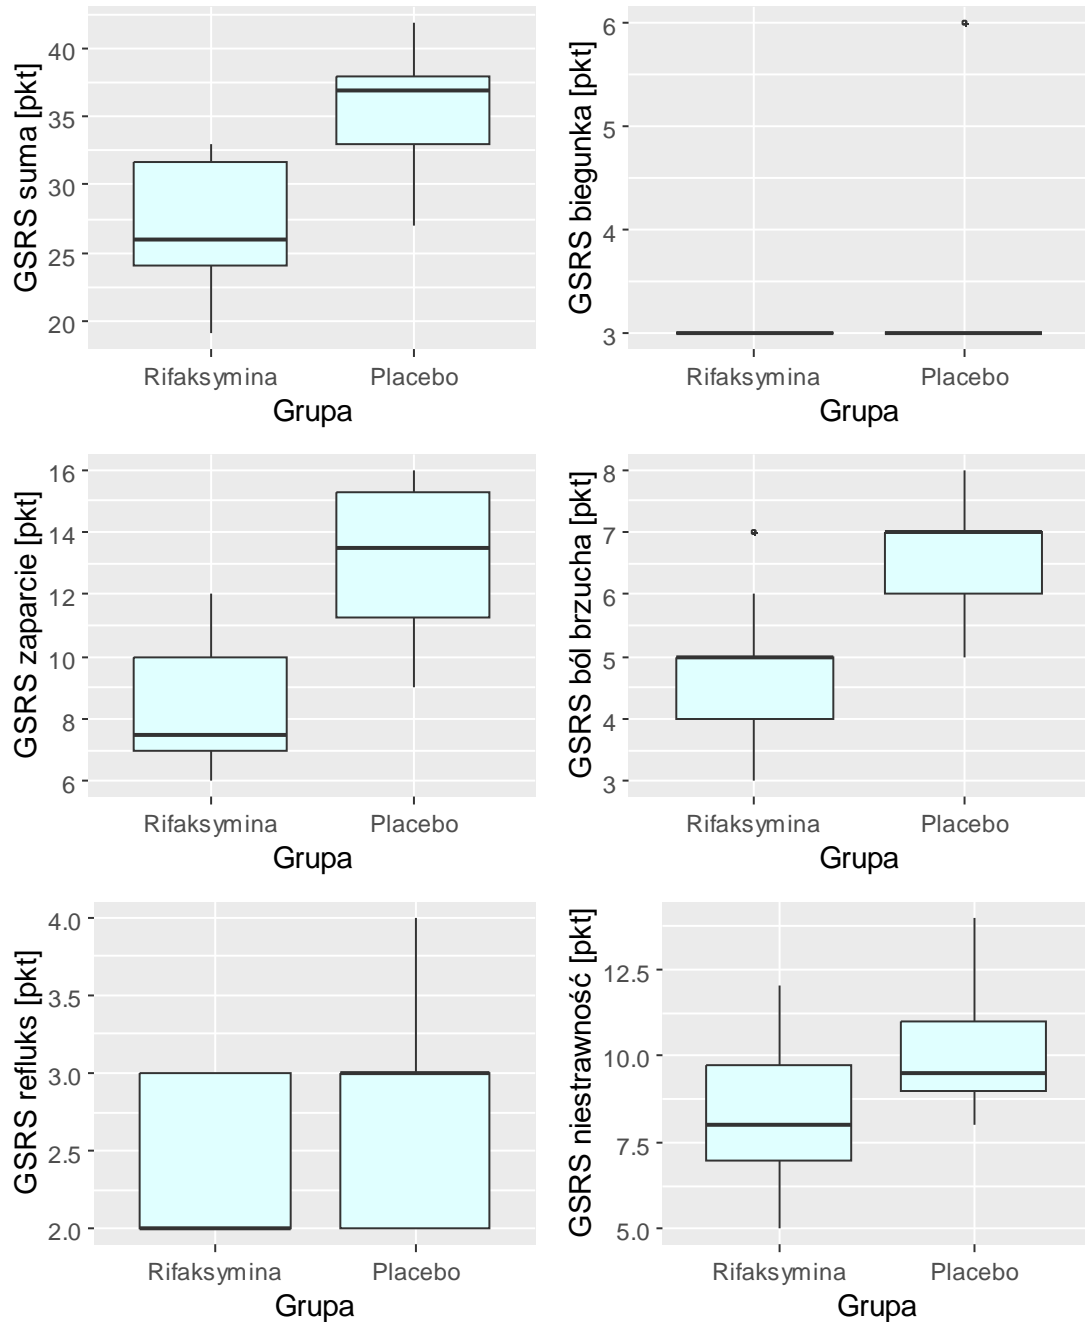 GSRS suma [pkt]
40
35
30
25
20
Rifaksymina Placebo
Grupa
GSRS biegunka [pkt]
6
5
4
3
Rifaksymina Placebo
Grupa
GSRS zaparcie [pkt]
16
14
12
10
8
6
Rifaksymina Placebo
Grupa
GSRS ból brzucha [pkt]
8
7
6
5
4
3
Rifaksymina Placebo
Grupa
GSRS refluks [pkt]
4.0
3.5
3.0
2.5
2.0
Rifaksymina Placebo
Grupa
GSRS niestrawność [pkt]
12.5
10.0
7.5
5.0
Rifaksymina Placebo
Grupa